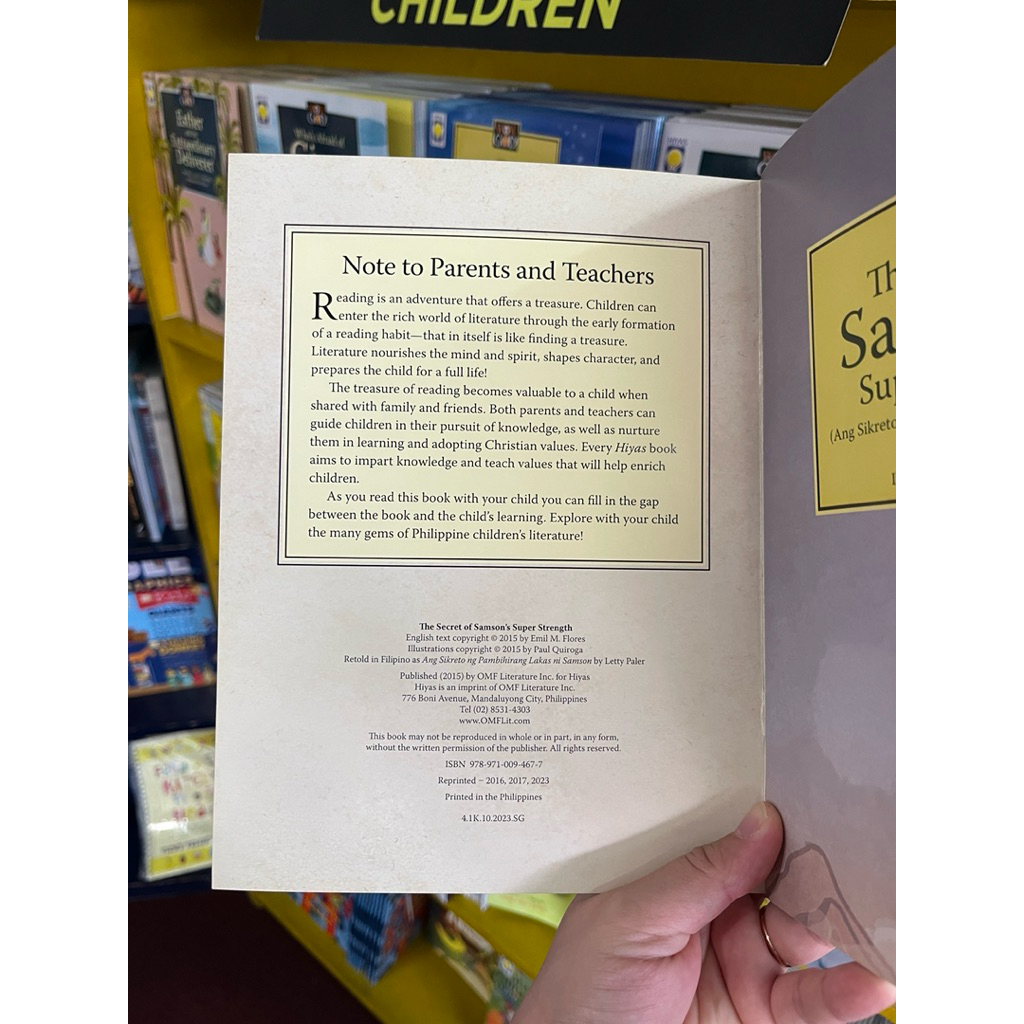 CHILDREN
Esther
Extraordinary
Deliverer
HIYAS
Note to Parents and Teachers
Reading is an adventure that offers a treasure. Children can
enter the rich world of literature through the early formation
of a reading habit—that in itself is like finding a treasure.
Literature nourishes the mind and spirit, shapes character, and
prepares the child for a full life!
The treasure of reading becomes valuable to a child when
shared with family and friends. Both parents and teachers can
guide children in their pursuit of knowledge, as well as nurture
them in learning and adopting Christian values. Every Hiyas book
aims to impart knowledge and teach values that will help enrich
children.
As you read this book with your child you can fill in the gap
between the book and the child's learning. Explore with your child
the many gems of Philippine children's literature!
The Secret of Samson's Super Strength
English text copyright © 2015 by Emil M. Flores
Illustrations copyright © 2015 by Paul Quiroga
Retold in Filipino as Ang Sikreto ng Pambihirang Lakas ni Samson by Letty Paler
Published (2015) by OMF Literature Inc. for Hiyas
Hiyas is an imprint of OMF Literature Inc.
776 Boni Avenue, Mandaluyong City, Philippines
Tel (02) 8531-4303
www.OMFLit.com
This book may not be reproduced in whole or in part, in any form,
without the written permission of the publisher. All rights reserved.
ISBN 978-971-009-467-7
Reprinted – 2016, 2017, 2023
Printed in the Philippines
4.1K.10.2023.SG
Th
Sa
Sup
(Ang Sikreto